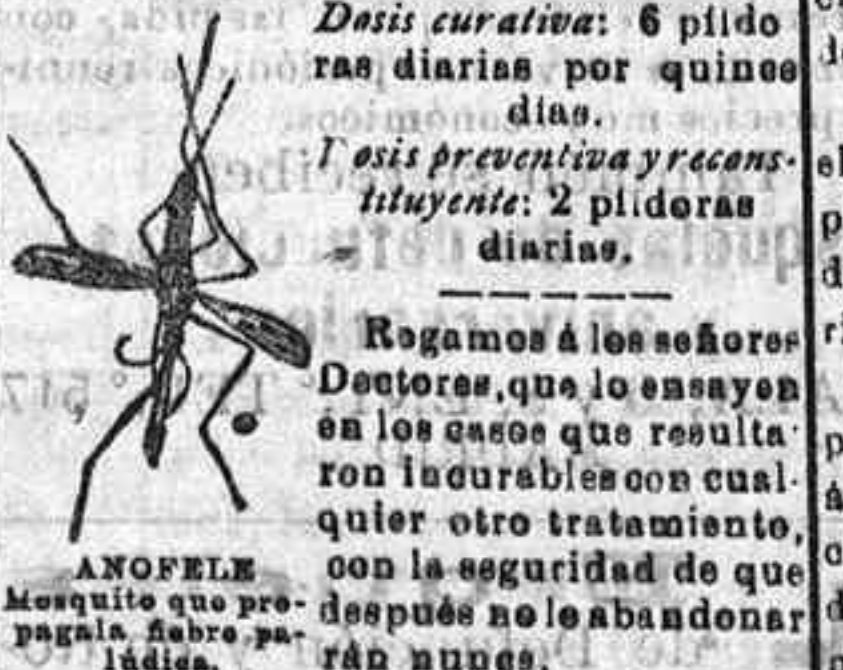 Dosis curativa: 6 píldo
ras diarias por quince
días.
Dosis preventiva y recons-
tituyente: 2 píldoras
diarias.
Rogamos á los señores
Doctores, que lo ensayen
en los casos que resulta-
ron incurables con cual-
quier otro tratamiento,
con la seguridad de que
después no le abandonar
rán nunca.
ANOFELE
Mosquito que pro-
paga la fiebre pa-
lúdica.